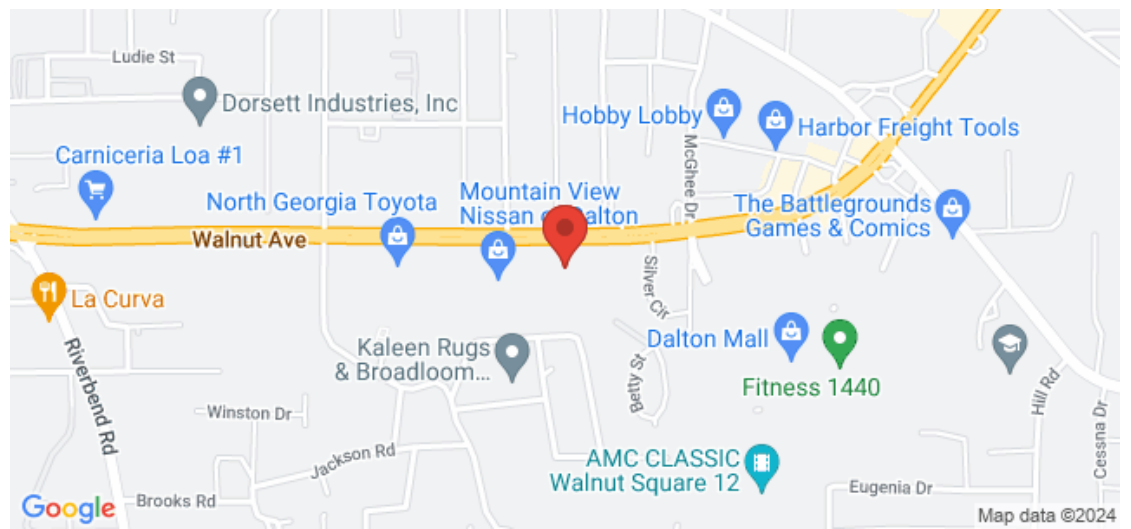 Ludie St
Dorsett Industries, Inc
Hobby Lobby
Harbor Freight Tools
McGhee Dr
Carniceria Loa #1
North Georgia Toyota
Mountain View
Nissan of Dalton
The Battlegrounds
Games & Comics
Walnut Ave
Silver Cir
La Curva
Dalton Mall
Kaleen Rugs
& Broadloom...
Betty St
Fitness 1440
Riverbend Rd
Hill Rd
Cessna Dr
Winston Dr
Jackson Rd
AMC CLASSIC
Walnut Square 12
Eugenia Dr
Brooks Rd
Google
Map data ©2024